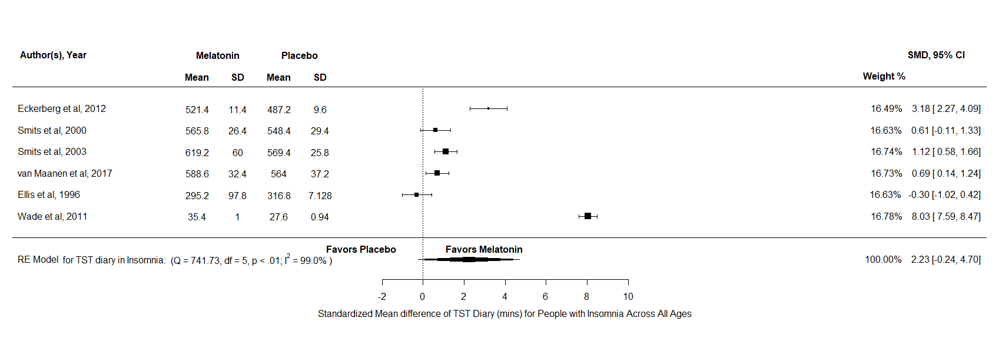 Author(s), Year Melatonin Placebo SMD, 95% CI
Mean SD Mean SD Weight %
Eckerberg et al, 2012 521.4 11.4 487.2 9.6 16.49% 3.18 [ 2.27, 4.09]
Smits et al, 2000 565.8 26.4 548.4 29.4 16.63% 0.61 [-0.11, 1.33]
Smits et al, 2003 619.2 60 569.4 25.8 16.74% 1.12 [ 0.58, 1.66]
van Maanen et al, 2017 588.6 32.4 564 37.2 16.73% 0.69 [ 0.14, 1.24]
Ellis et al, 1996 295.2 97.8 316.8 7.128 16.63% -0.30 [-1.02, 0.42]
Wade et al, 2011 35.4 1 27.6 0.94 16.78% 8.03 [ 7.59, 8.47]
Favors Placebo Favors Melatonin
RE Model for TST diary in Insomnia: (Q = 741.73, df = 5, p < .01; I² = 99.0% ) 100.00% 2.23 [-0.24, 4.70]
-2 0 2 4 6 8 10
Standardized Mean difference of TST Diary (mins) for People with Insomnia Across All Ages